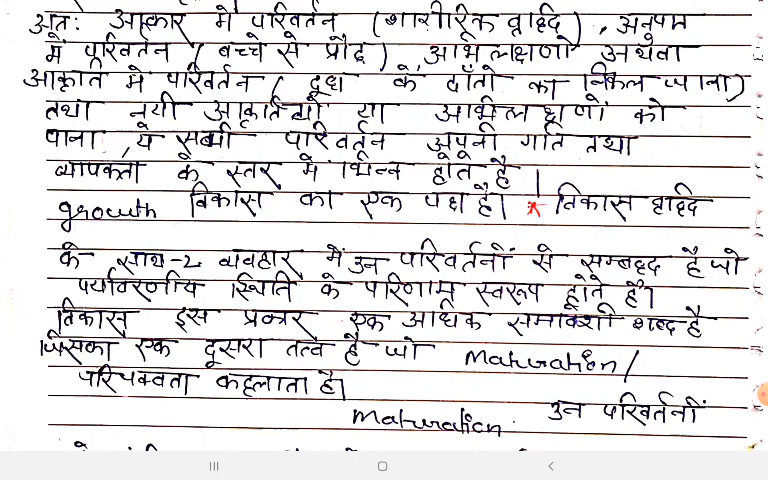 अतः आकार में परिवर्तन (शारीरिक वृद्धि), अनुपात
में परिवर्तन (बच्चे से प्रौढ़) अभिलक्षणों अथवा
आकृति में परिवर्तन (दूध के दाँतों का निकल जाना)
तथा नयी आकृतियों या अभिलक्षणों को
पाना, ये सभी परिवर्तन अपनी गति तथा
व्यापकता के स्तर में भिन्न होते हैं।
growth विकास का एक पक्ष है। * विकास वृद्धि
के साथ-2 व्यवहार में उन परिवर्तनों से सम्बद्ध है जो
पर्यावरणीय स्थिति के परिणाम स्वरूप होते हैं।
विकास इस प्रकार एक अधिक समावेशी शब्द है
जिसका एक दूसरा तत्व है जो Maturation/
परिपक्वता कहलाता है।
Maturation. उन परिवर्तनों